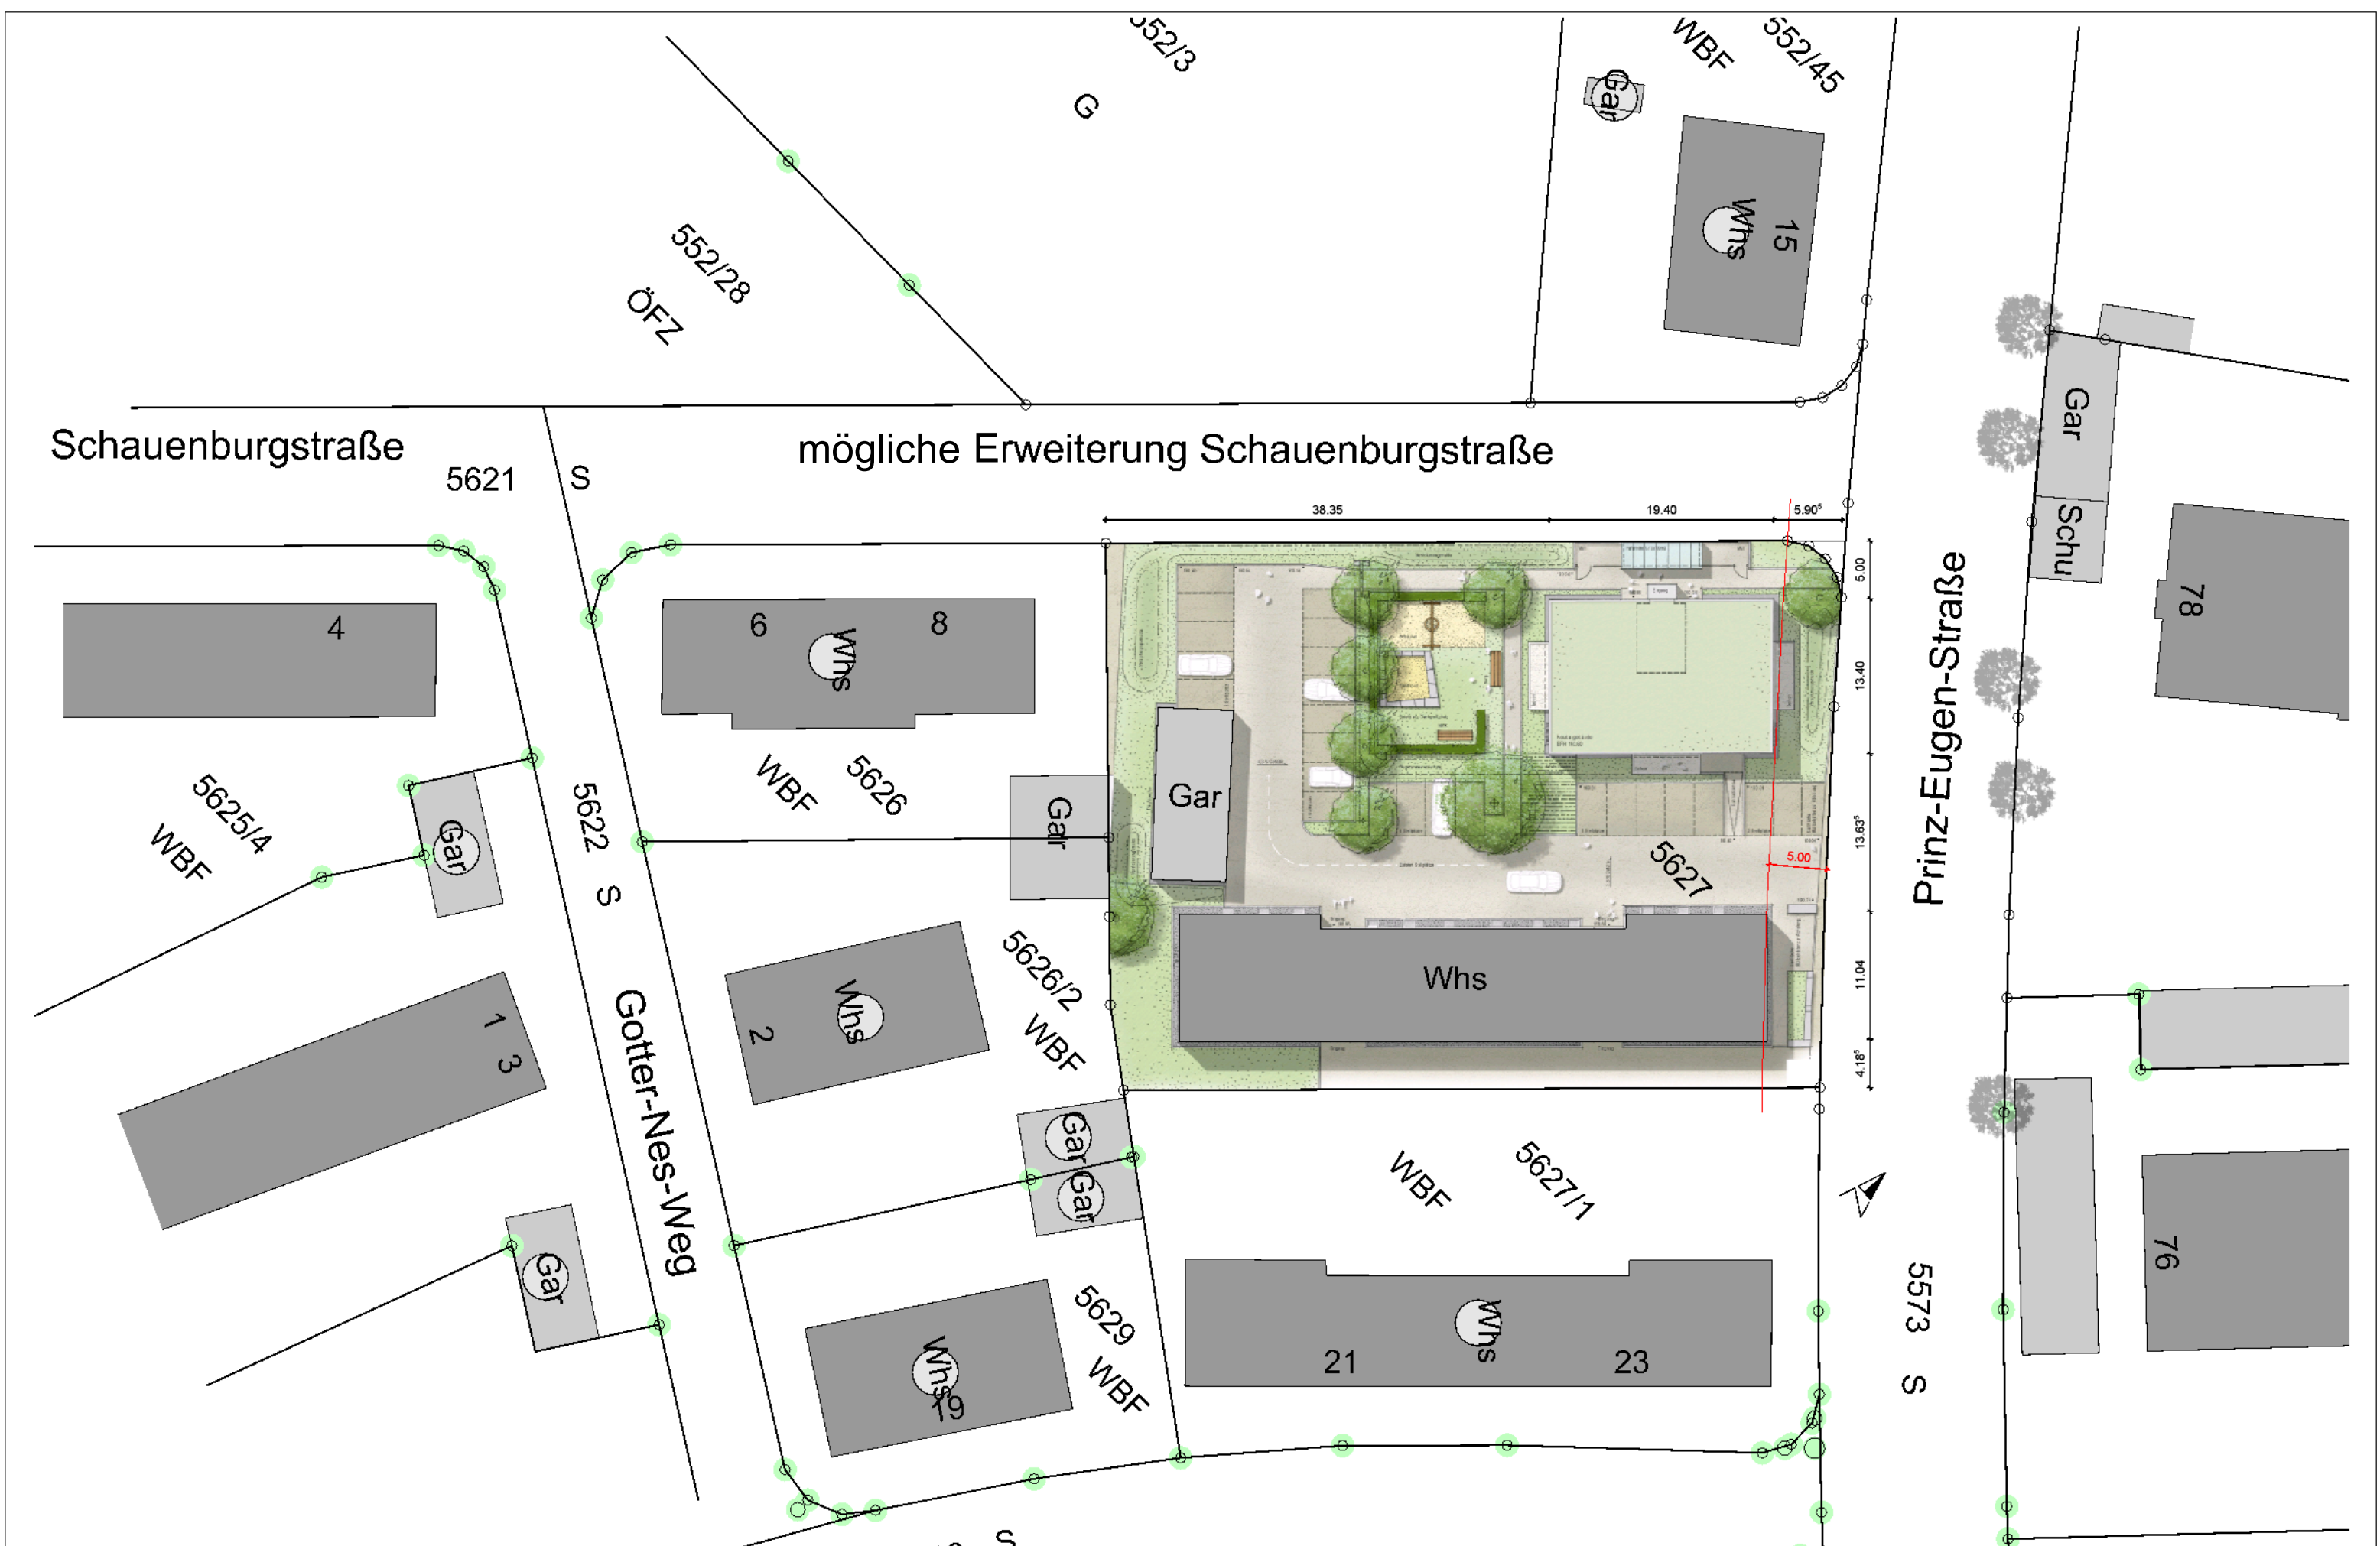 552/3
G
WBF
552/45
Gar
Whs
15
552/28
ÖFZ
Schauenburgstraße
mögliche Erweiterung Schauenburgstraße
5621
S
38.35
19.40
5.90⁵
Gar
Schu
78
5.00
13.40
13.63⁵
11.04
4.18⁵
5.00
Prinz-Eugen-Straße
4
6
Whs
8
WBF
5626
Gar
Gar
5627
Whs
5625/4
WBF
Gar
5622
S
Gotter-Nes-Weg
1
3
2
Whs
5626/2
WBF
Gar
Gar
Gar
WBF
5627/1
5629
WBF
Whs
19
Whs
21
23
5573
S
76
S